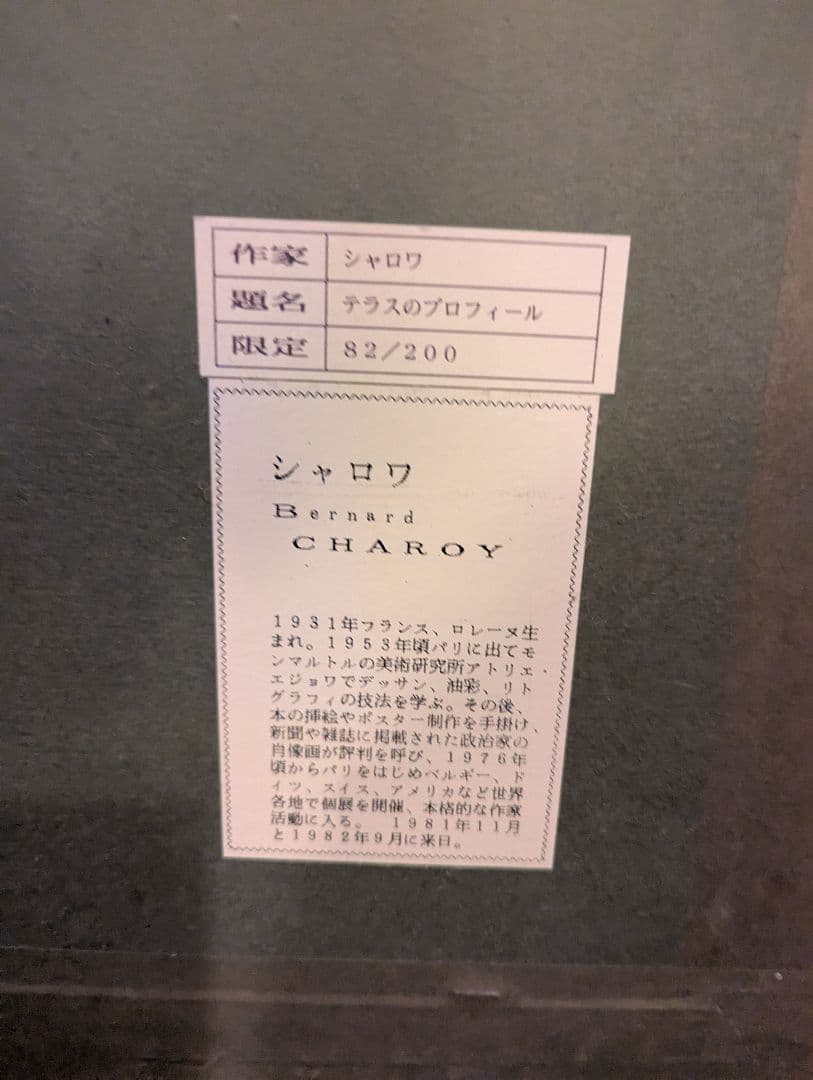 作家 シャロワ
題名 テラスのプロフィール
限定 82/200
シャロワ
Bernard
CHAROY
1931年フランス、ロレーヌ生
まれ。1953年頃パリに出てモ
ンマルトルの美術研究所アトリエ・
エジョワでデッサン、油彩、リト
グラフィの技法を学ぶ。その後、
本の挿絵やポスター制作を手掛け、
新聞や雑誌に掲載された政治家の
肖像画が評判を呼び、1976年
頃からパリをはじめベルギー、ド
イツ、スイス、アメリカなど世界
各地で個展を開催、本格的な作家
活動に入る。 1981年11月
と1982年9月に来日。